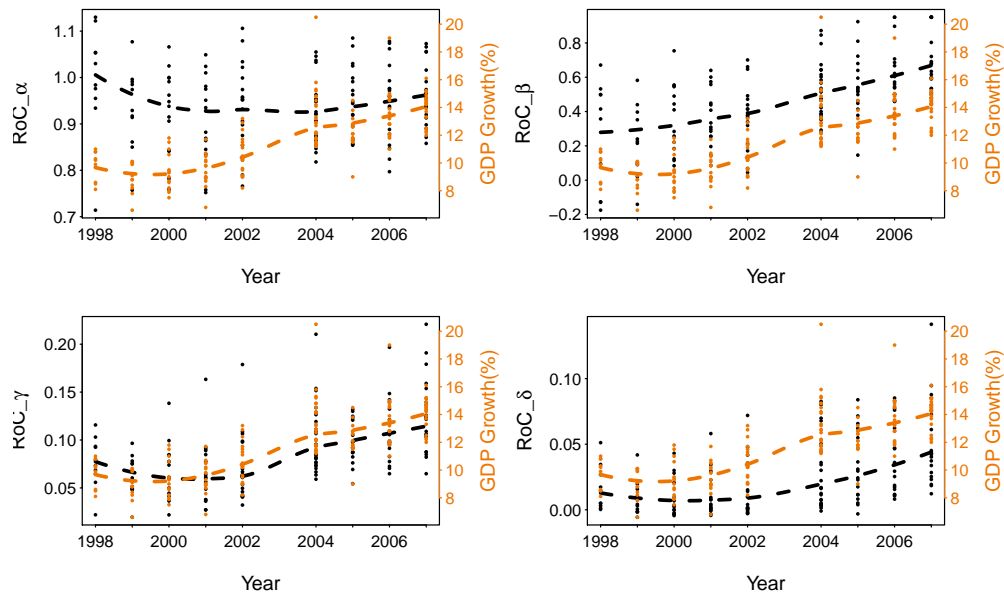 RoC_α
1.1
1.0
0.9
0.8
0.7
20
18
16
14
12
10
8
GDP Growth(%)
1998 2000 2002 2004 2006
Year
RoC_β
0.8
0.6
0.4
0.2
0.0
−0.2
20
18
16
14
12
10
8
GDP Growth(%)
1998 2000 2002 2004 2006
Year
RoC_γ
0.20
0.15
0.10
0.05
20
18
16
14
12
10
8
GDP Growth(%)
1998 2000 2002 2004 2006
Year
RoC_δ
0.10
0.05
0.00
20
18
16
14
12
10
8
GDP Growth(%)
1998 2000 2002 2004 2006
Year